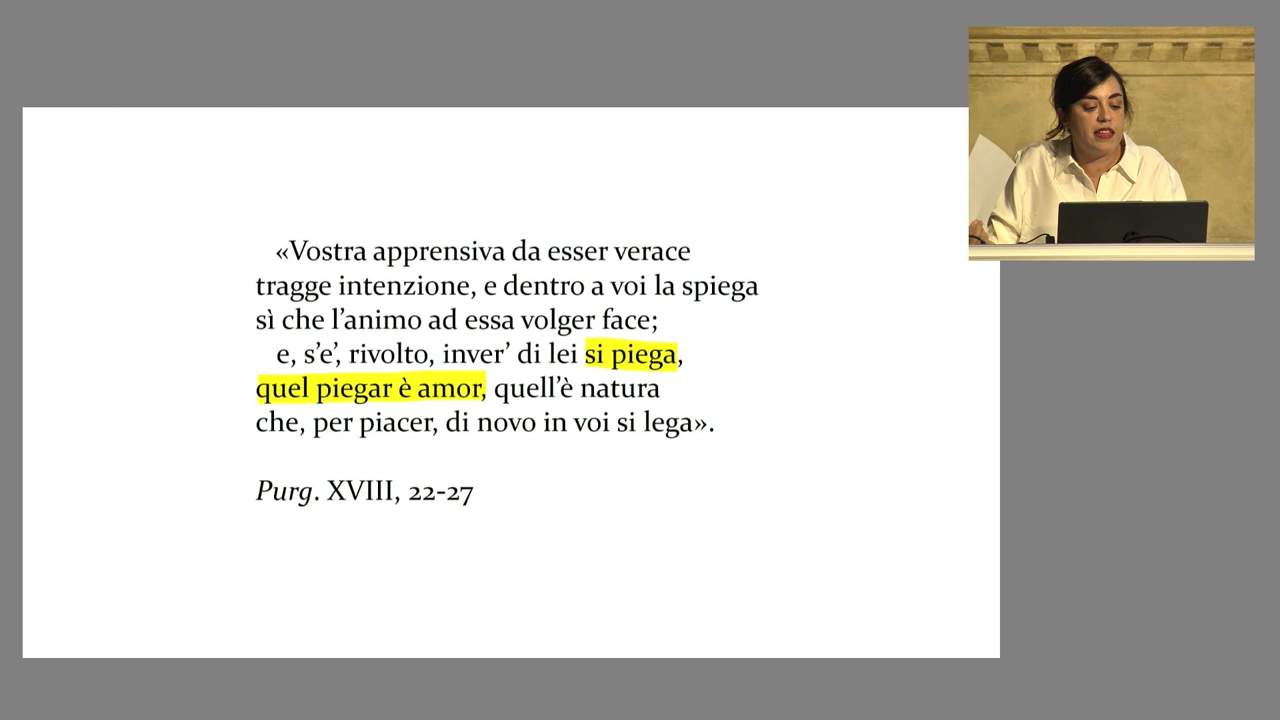 «Vostra apprensiva da esser verace
tragge intenzione, e dentro a voi la spiega
sì che l’animo ad essa volger face;
e, s’e’, rivolto, inver’ di lei si piega,
quel piegar è amor, quell’è natura
che, per piacer, di novo in voi si lega».
Purg. XVIII, 22-27